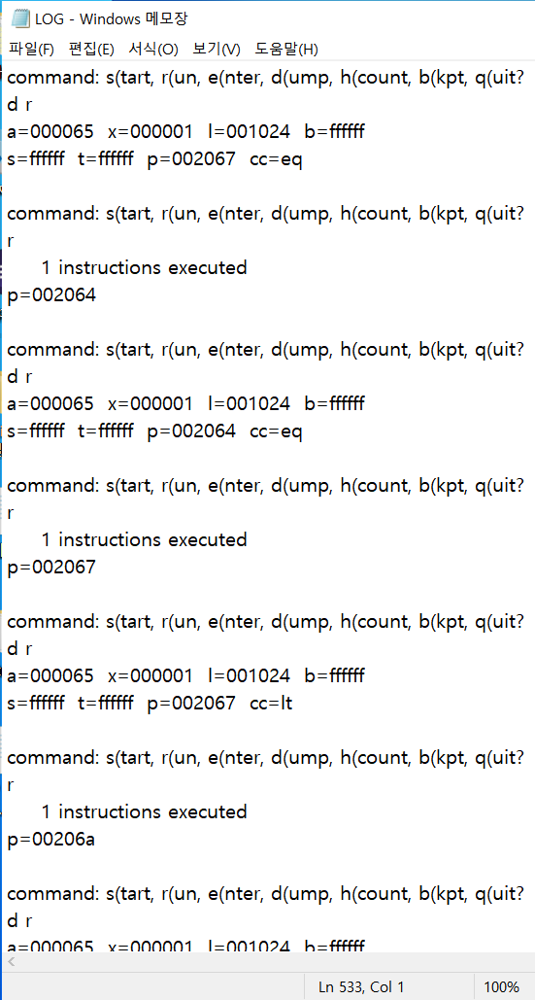 LOG - Windows 메모장
파일(F) 편집(E) 서식(O) 보기(V) 도움말(H)
command: s(tart, r(un, e(nter, d(ump, h(count, b(kpt, q(uit?
d r
a=000065 x=000001 l=001024 b=ffffff
s=ffffff t=ffffff p=002067 cc=eq
command: s(tart, r(un, e(nter, d(ump, h(count, b(kpt, q(uit?
r
1 instructions executed
p=002064
command: s(tart, r(un, e(nter, d(ump, h(count, b(kpt, q(uit?
d r
a=000065 x=000001 l=001024 b=ffffff
s=ffffff t=ffffff p=002064 cc=eq
command: s(tart, r(un, e(nter, d(ump, h(count, b(kpt, q(uit?
r
1 instructions executed
p=002067
command: s(tart, r(un, e(nter, d(ump, h(count, b(kpt, q(uit?
d r
a=000065 x=000001 l=001024 b=ffffff
s=ffffff t=ffffff p=002067 cc=lt
command: s(tart, r(un, e(nter, d(ump, h(count, b(kpt, q(uit?
r
1 instructions executed
p=00206a
command: s(tart, r(un, e(nter, d(ump, h(count, b(kpt, q(uit?
d r
a=000065 x=000001 l=001024 b=ffffff
Ln 533, Col 1 100%